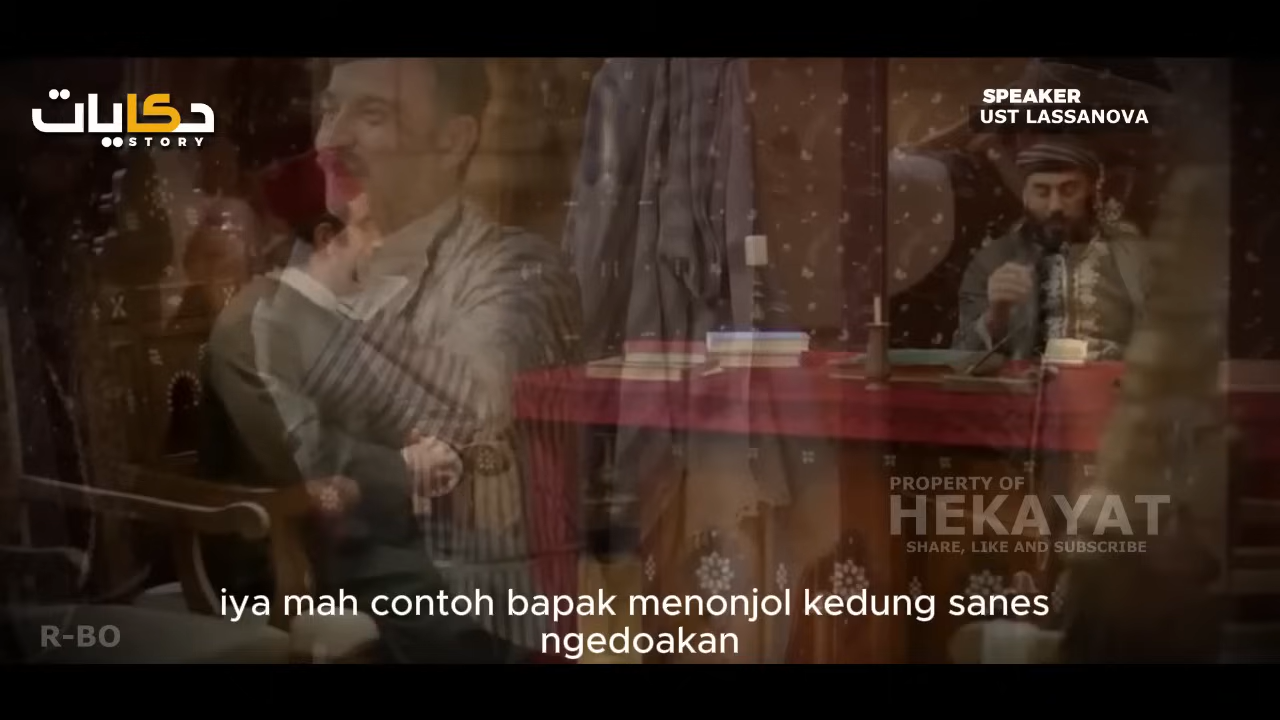 حكايات
STORY
SPEAKER
UST LASSANOVA
PROPERTY OF
HEKAYAT
SHARE, LIKE AND SUBSCRIBE
iya mah contoh bapak menonjol kedung sanes
ngedoakan
R-BO